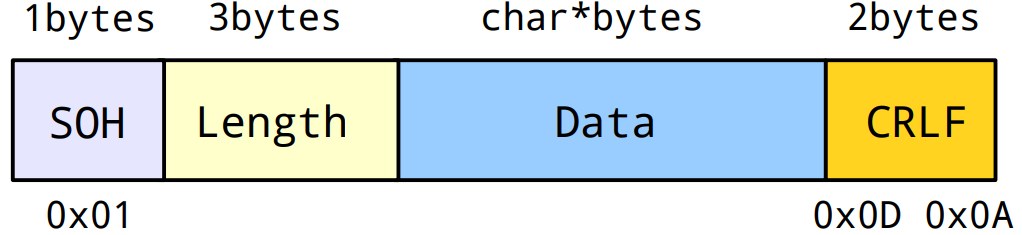 1bytes 3bytes char*bytes 2bytes
SOH Length Data CRLF
0x01 0x0D 0x0A